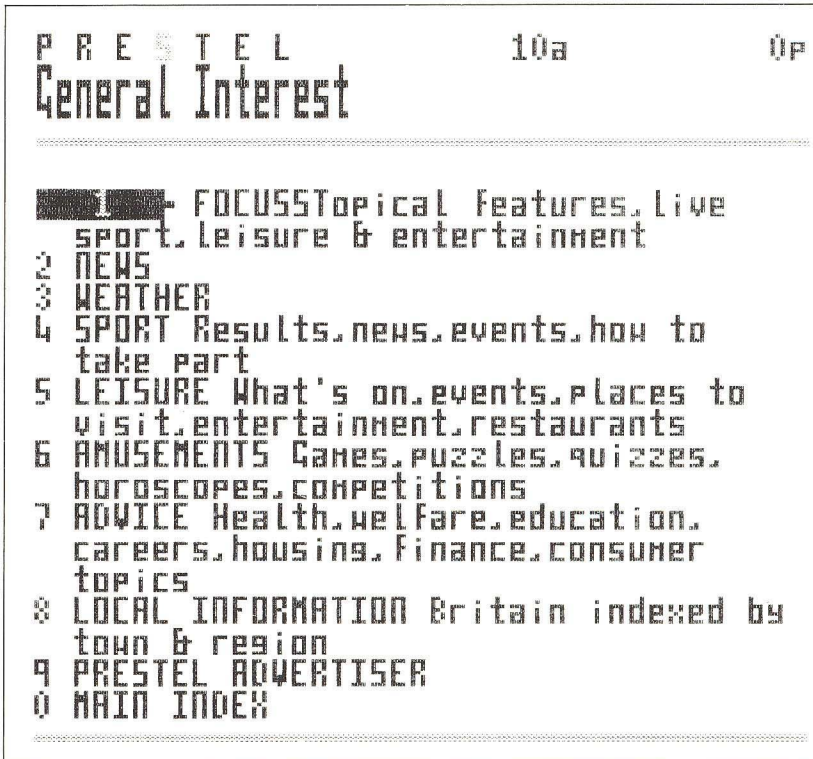 P R E S T E L 10a 0p
General Interest
1 FOCUSSTopical features,live
sport,leisure & entertainment
2 NEWS
3 WEATHER
4 SPORT Results,news,events,how to
take part
5 LEISURE What's on,events,places to
visit,entertainment,restaurants
6 AMUSEMENTS Games,puzzles,quizzes,
horoscopes,competitions
7 ADVICE Health,welfare,education,
careers,housing,finance,consumer
topics
8 LOCAL INFORMATION Britain indexed by
town & region
9 PRESTEL ADVERTISER
0 MAIN INDEX